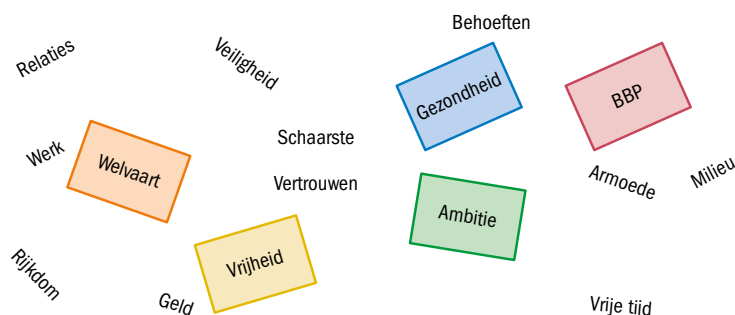 Behoeften
Relaties
Veiligheid
Gezondheid
BBP
Schaarste
Werk
Welvaart
Vertrouwen
Armoede
Milieu
Ambitie
Vrijheid
Rijkdom
Geld
Vrije tijd